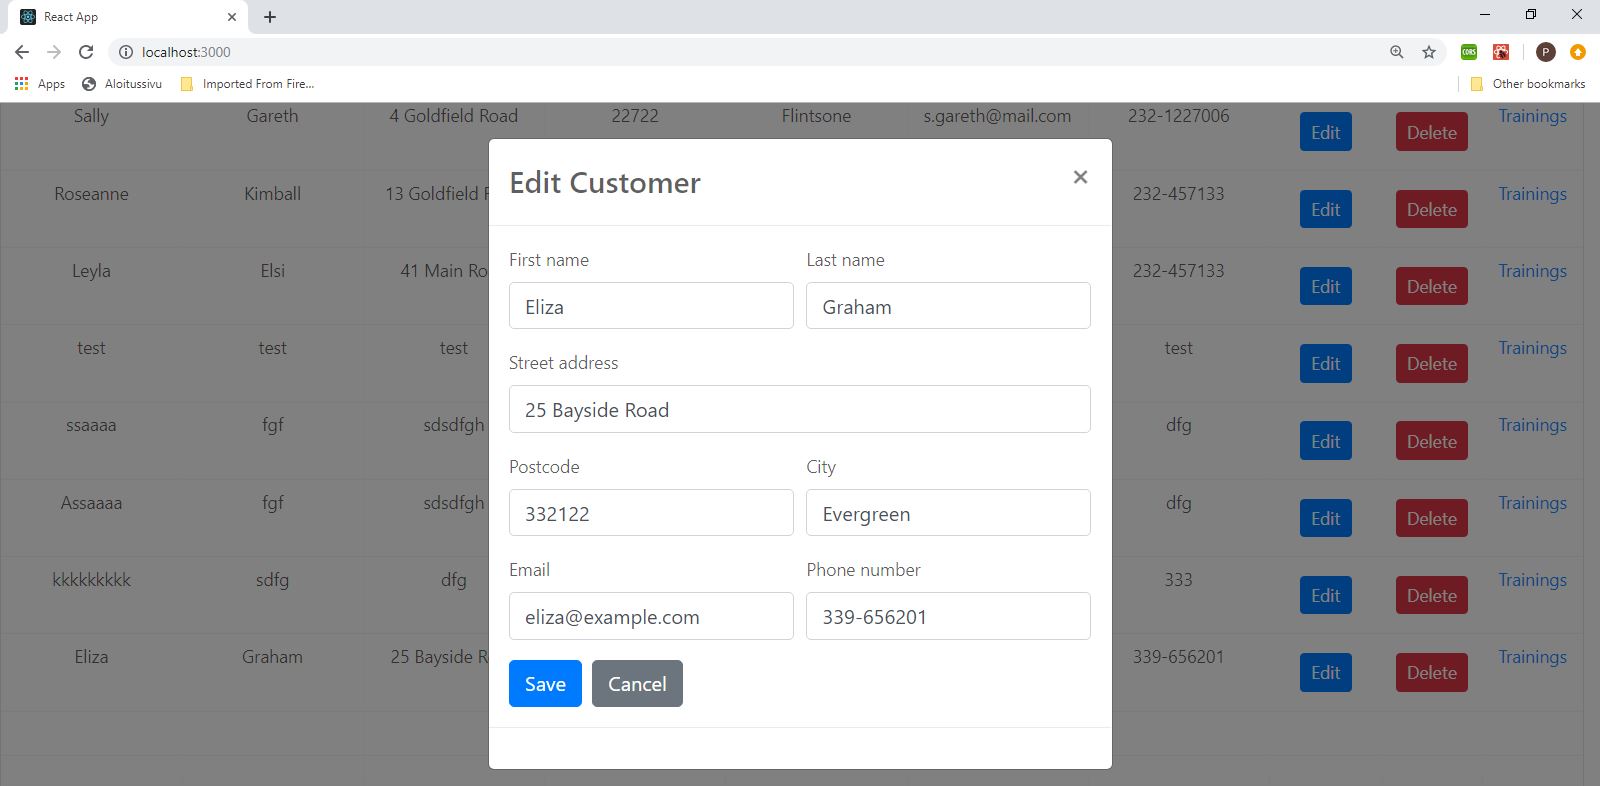 React App
localhost:3000
CORS
P
Apps Aloitussivu Imported From Fire... Other bookmarks
Sally Gareth 4 Goldfield Road 22722 Flintsone s.gareth@mail.com 232-1227006 Edit Delete Trainings
Edit Customer ×
Roseanne Kimball 13 Goldfield 232-457133 Edit Delete Trainings
First name Last name
Leyla Elsi 41 Main Ro 232-457133 Edit Delete Trainings
Eliza Graham
test test test test Edit Delete Trainings
Street address
25 Bayside Road
ssaaaa fgf sdsdfgh dfg Edit Delete Trainings
Postcode City
Assaaaa fgf sdsdfgh dfg Edit Delete Trainings
332122 Evergreen
Email Phone number
kkkkkkkkk sdfg dfg 333 Edit Delete Trainings
eliza@example.com 339-656201
Eliza Graham 25 Bayside R 339-656201 Edit Delete Trainings
Save Cancel